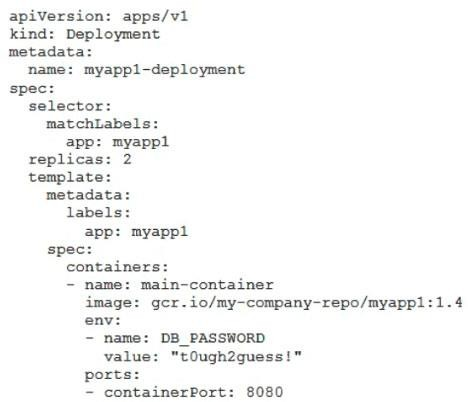 apiVersion: apps/v1
kind: Deployment
metadata:
  name: myapp1-deployment
spec:
  selector:
    matchLabels:
      app: myapp1
  replicas: 2
  template:
    metadata:
      labels:
        app: myapp1
    spec:
      containers:
      - name: main-container
        image: gcr.io/my-company-repo/myapp1:1.4
        env:
        - name: DB_PASSWORD
          value: "t0ugh2guess!"
        ports:
        - containerPort: 8080